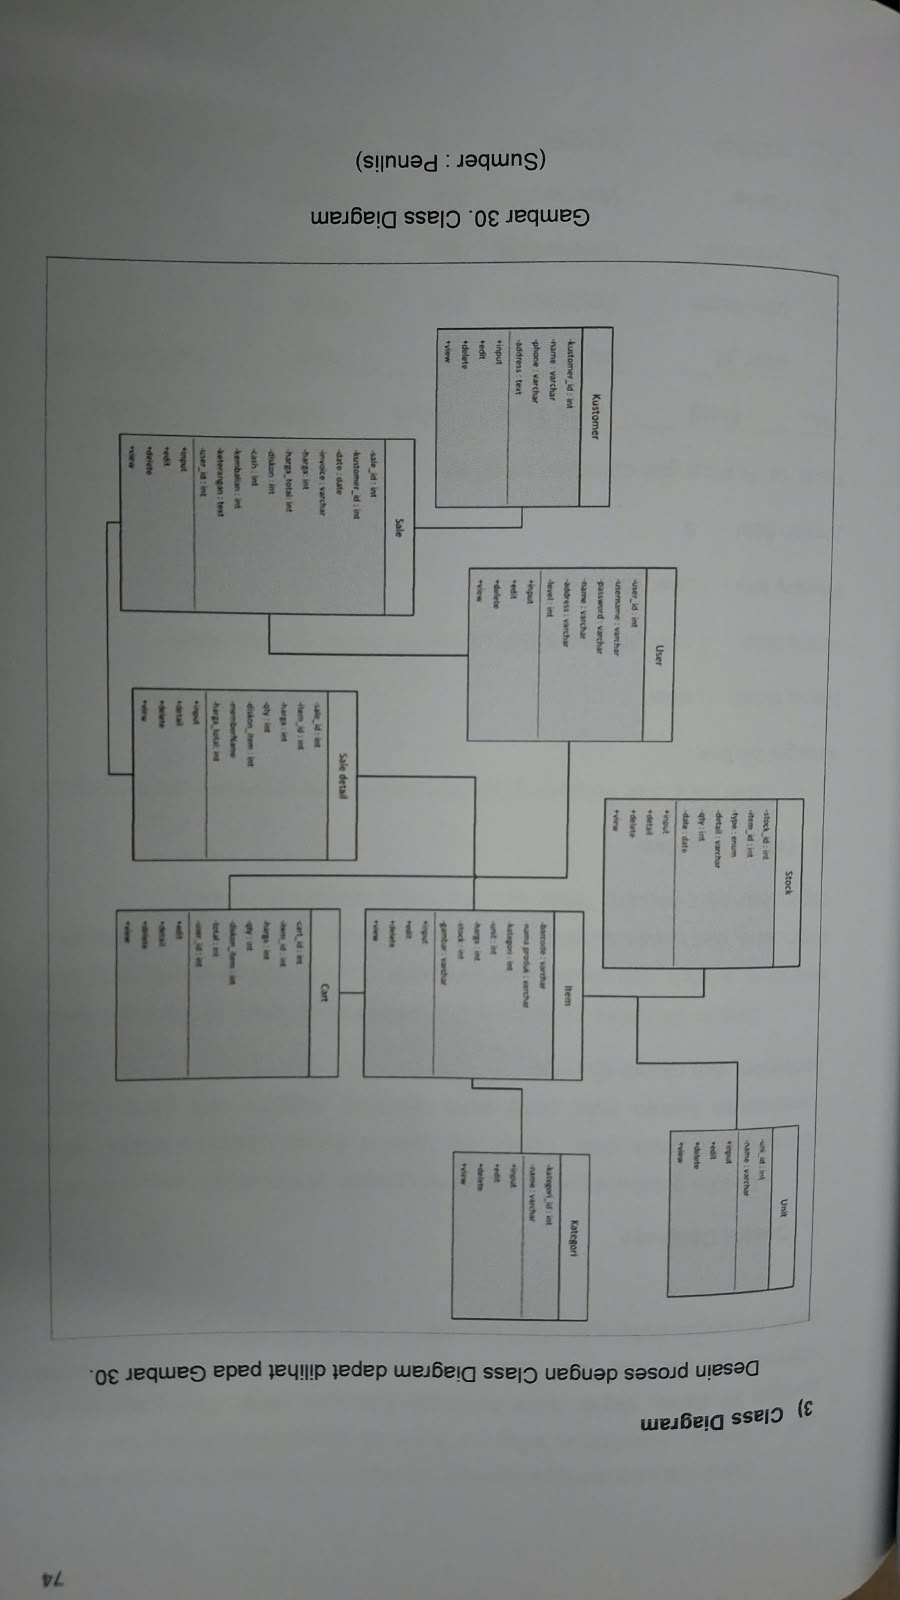 74
3) Class Diagram
Desain proses dengan Class Diagram dapat dilihat pada Gambar 30.
Kustomer
-kustomer_id : int
-name : varchar
-phone : varchar
-address : text
+input
+edit
+delete
+view
Sale
-sale_id : int
-kustomer_id : int
-date : date
-invoice : varchar
-harga : int
-harga_total: int
-diskon : int
-cash : int
-kembalian : int
-keterangan : text
-user_id : int
+input
+edit
+delete
+view
User
-user_id : int
-username : varchar
-password : varchar
-name : varchar
-address : varchar
-level : int
+input
+edit
+delete
+view
Sale detail
-sale_id : int
-item_id : int
-harga : int
-qty : int
-diskon_item : int
-memberName
-harga_total: int
+input
+detail
+delete
+view
Stock
-stock_id : int
-item_id : int
-type : enum
-detail : varchar
-qty : int
-date : date
+input
+detail
+delete
+view
Item
-barcode : varchar
-nama produk : varchar
-kategori : int
-unit : int
-harga : int
-stock : int
-gambar : varchar
+input
+edit
+delete
+view
Cart
-cart_id : int
-item_id : int
-harga : int
-qty : int
-diskon_item : int
-total : int
-user_id : int
+edit
+detail
+delete
+view
Unit
-uni_id : int
-name : varchar
+input
+edit
+delete
+view
Kategori
-kategori_id : int
-name : varchar
+input
+edit
+delete
+view
Gambar 30. Class Diagram
(Sumber : Penulis)